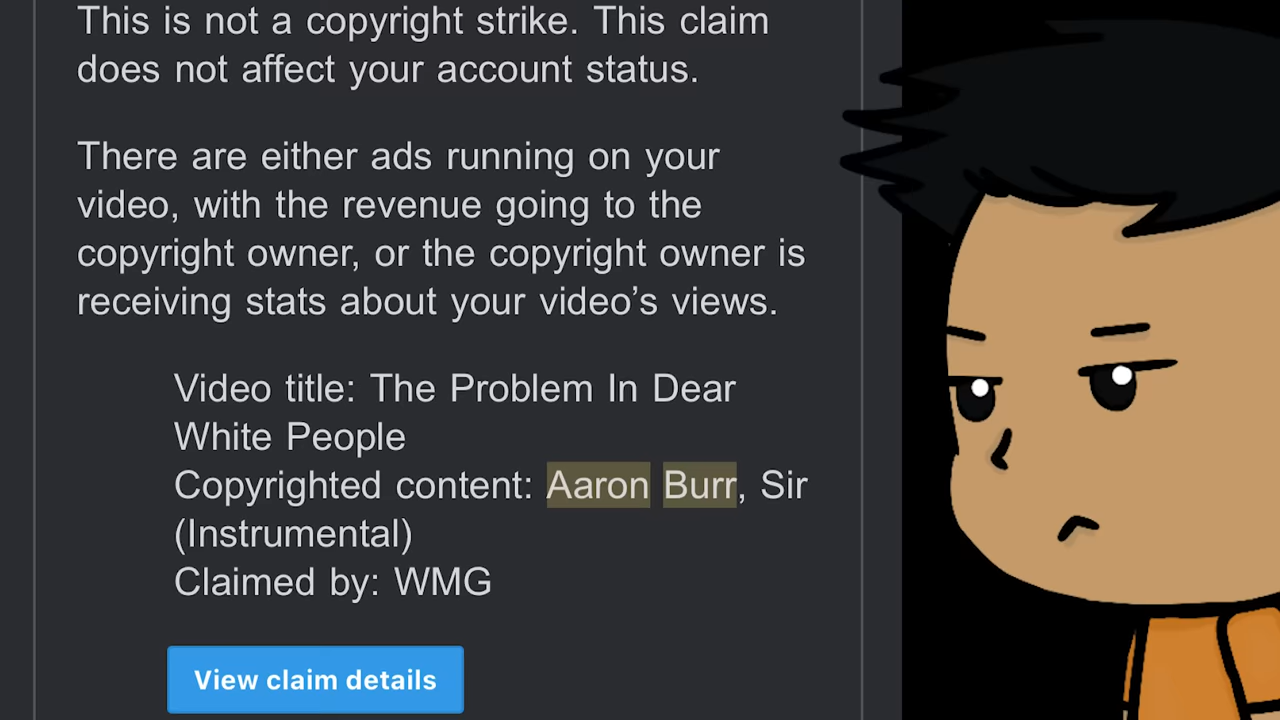 This is not a copyright strike. This claim
does not affect your account status.
There are either ads running on your
video, with the revenue going to the
copyright owner, or the copyright owner is
receiving stats about your video’s views.
Video title: The Problem In Dear
White People
Copyrighted content: Aaron Burr, Sir
(Instrumental)
Claimed by: WMG
View claim details